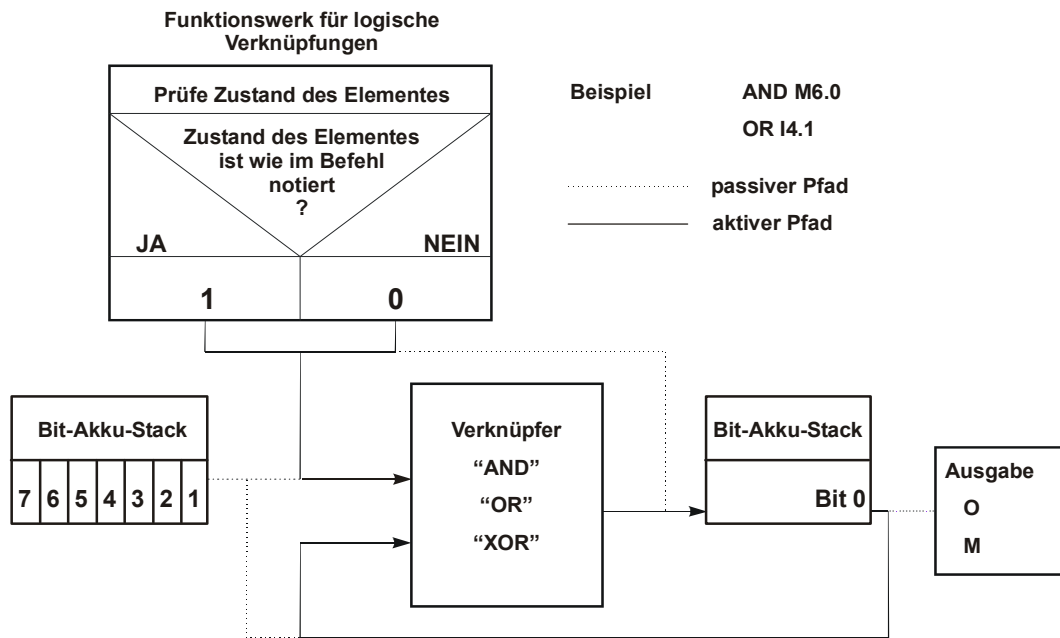 Funktionswerk für logische
Verknüpfungen
Prüfe Zustand des Elementes
Zustand des Elementes
ist wie im Befehl
notiert
?
JA
NEIN
1
0
Beispiel AND M6.0
OR I4.1
passiver Pfad
aktiver Pfad
Bit-Akku-Stack
7 6 5 4 3 2 1
Verknüpfer
“AND”
“OR”
“XOR”
Bit-Akku-Stack
Bit 0
Ausgabe
O
M